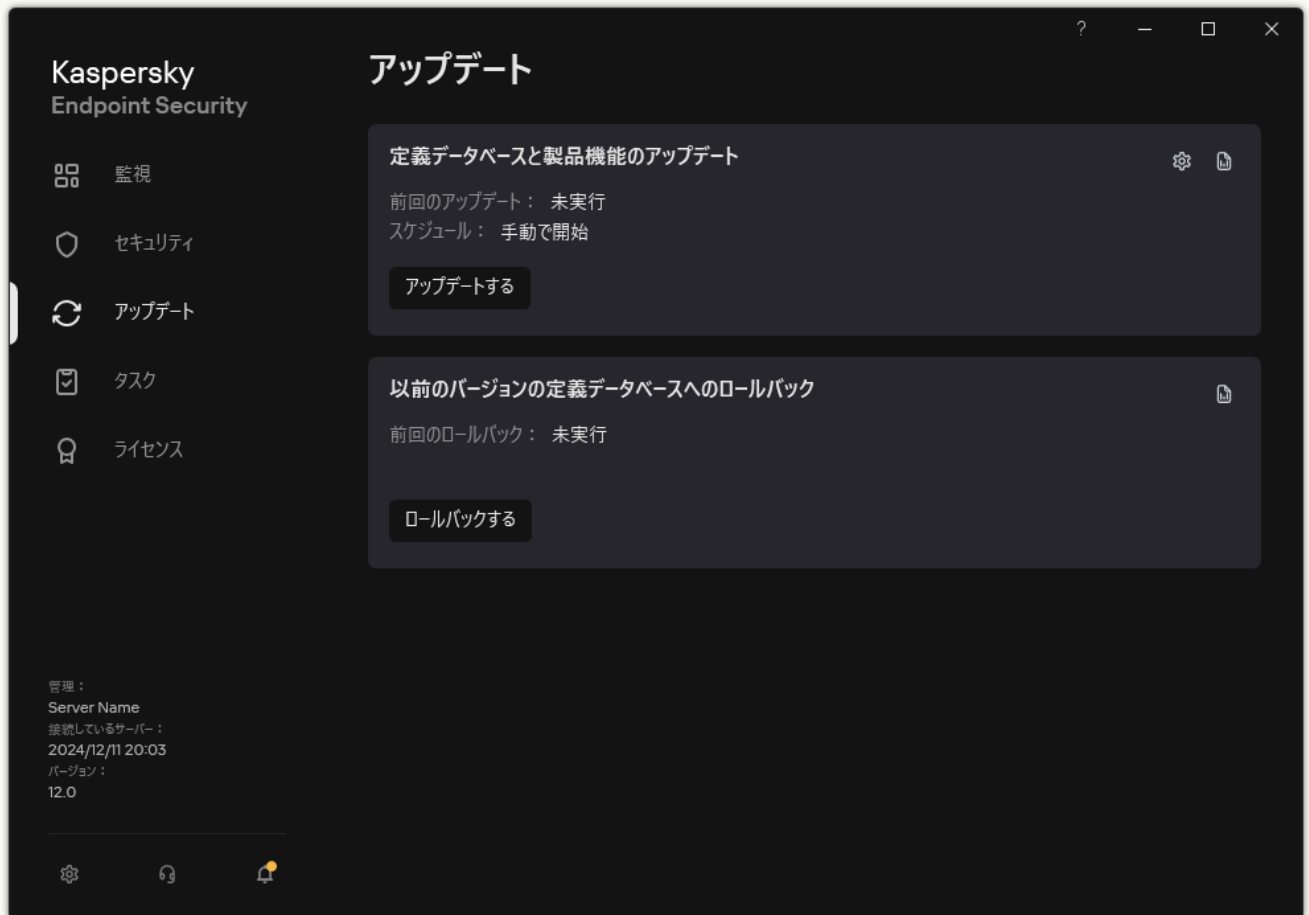 ?
Kaspersky
Endpoint Security
監視
セキュリティ
アップデート
タスク
ライセンス
管理：
Server Name
接続しているサーバー：
2024/12/11 20:03
バージョン：
12.0
アップデート
定義データベースと製品機能のアップデート
前回のアップデート： 未実行
スケジュール： 手動で開始
アップデートする
以前のバージョンの定義データベースへのロールバック
前回のロールバック： 未実行
ロールバックする